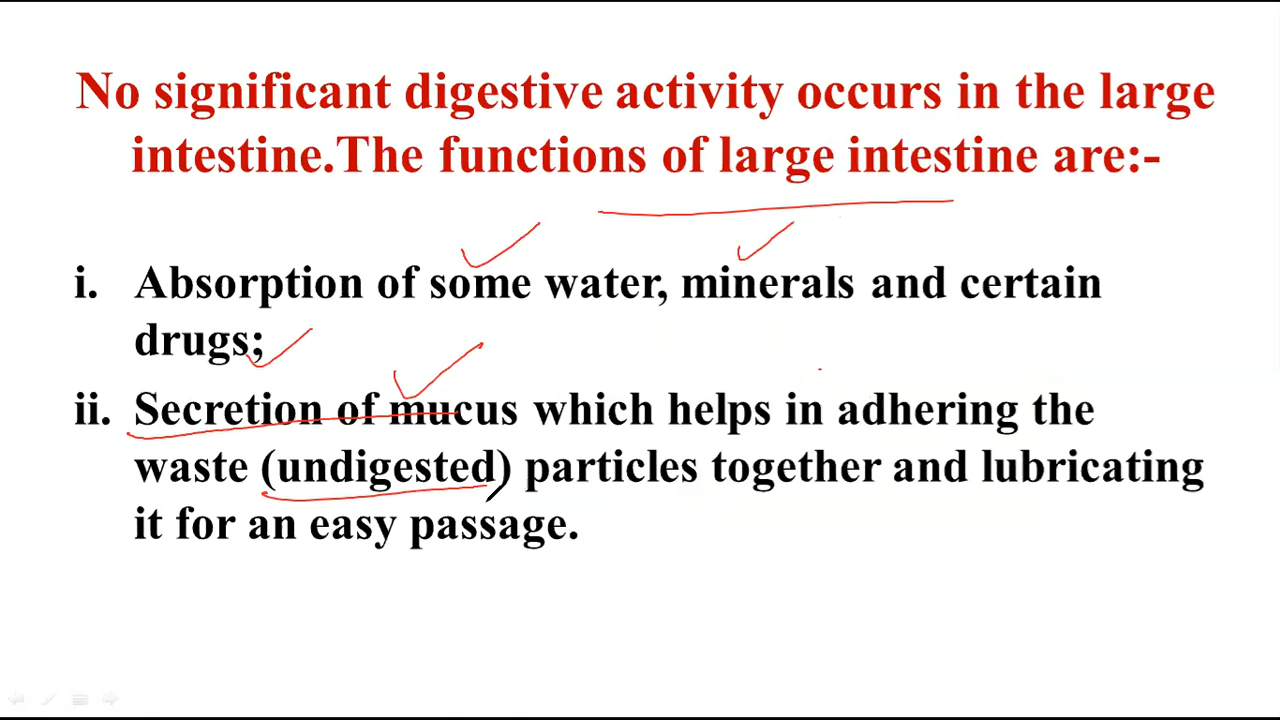 No significant digestive activity occurs in the large
intestine.The functions of large intestine are:-
i. Absorption of some water, minerals and certain
drugs;
ii. Secretion of mucus which helps in adhering the
waste (undigested) particles together and lubricating
it for an easy passage.